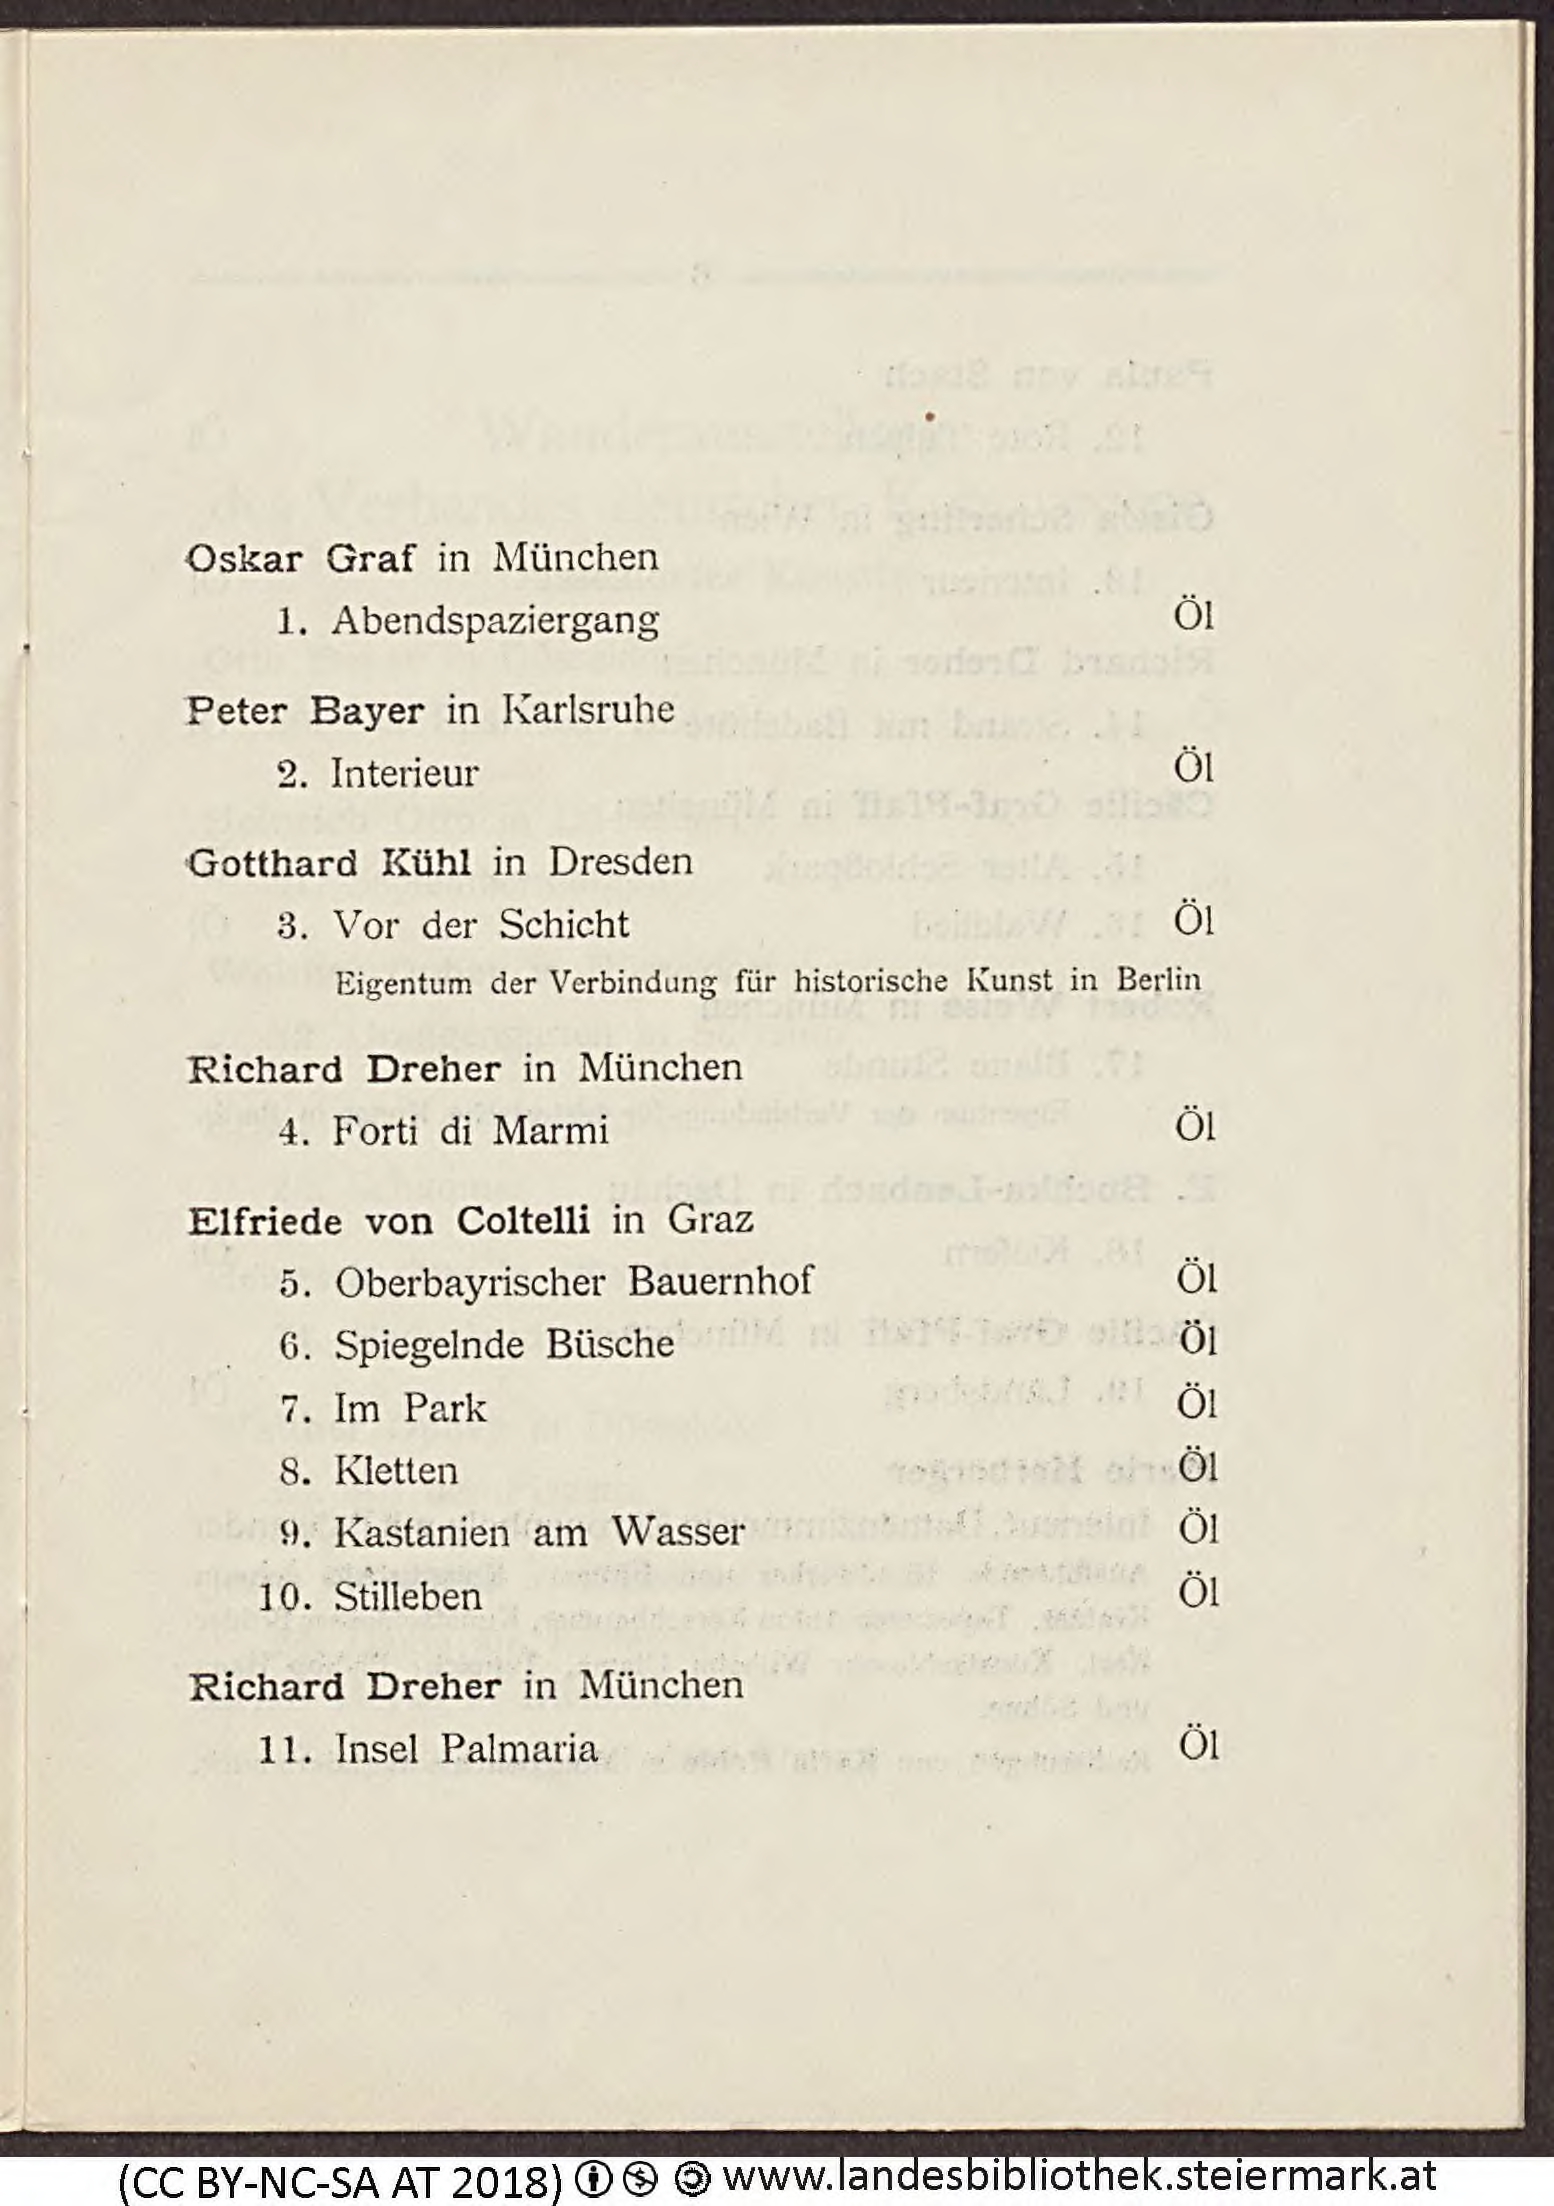 Oskar Graf in München
1. Abendspaziergang Öl
Peter Bayer in Karlsruhe
2. Interieur Öl
Gotthard Kühl in Dresden
3. Vor der Schicht Öl
Eigentum der Verbindung für historische Kunst in Berlin
Richard Dreher in München
4. Forti di Marmi Öl
Elfriede von Coltelli in Graz
5. Oberbayrischer Bauernhof Öl
6. Spiegelnde Büsche Öl
7. Im Park Öl
8. Kletten Öl
9. Kastanien am Wasser Öl
10. Stilleben Öl
Richard Dreher in München
11. Insel Palmaria Öl
(CC BY-NC-SA AT 2018) www.landesbibliothek.steiermark.at